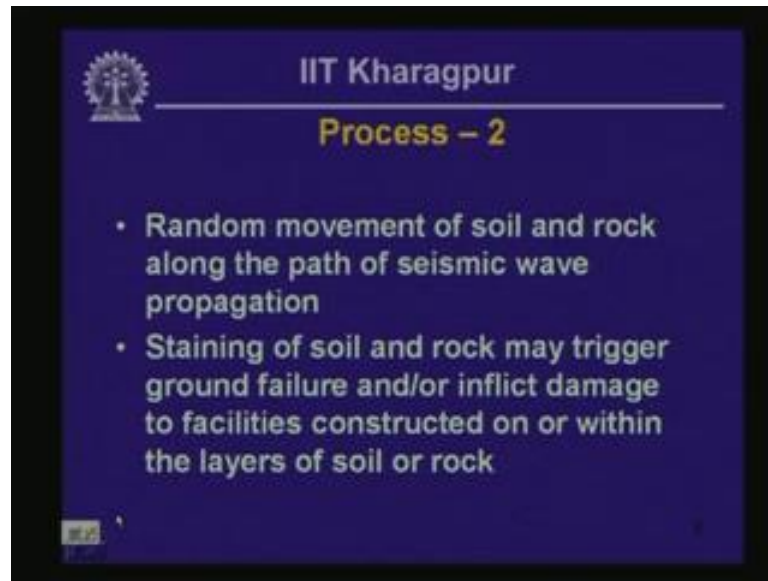 IIT Kharagpur
Process – 2
• Random movement of soil and rock
along the path of seismic wave
propagation
• Staining of soil and rock may trigger
ground failure and/or inflict damage
to facilities constructed on or within
the layers of soil or rock